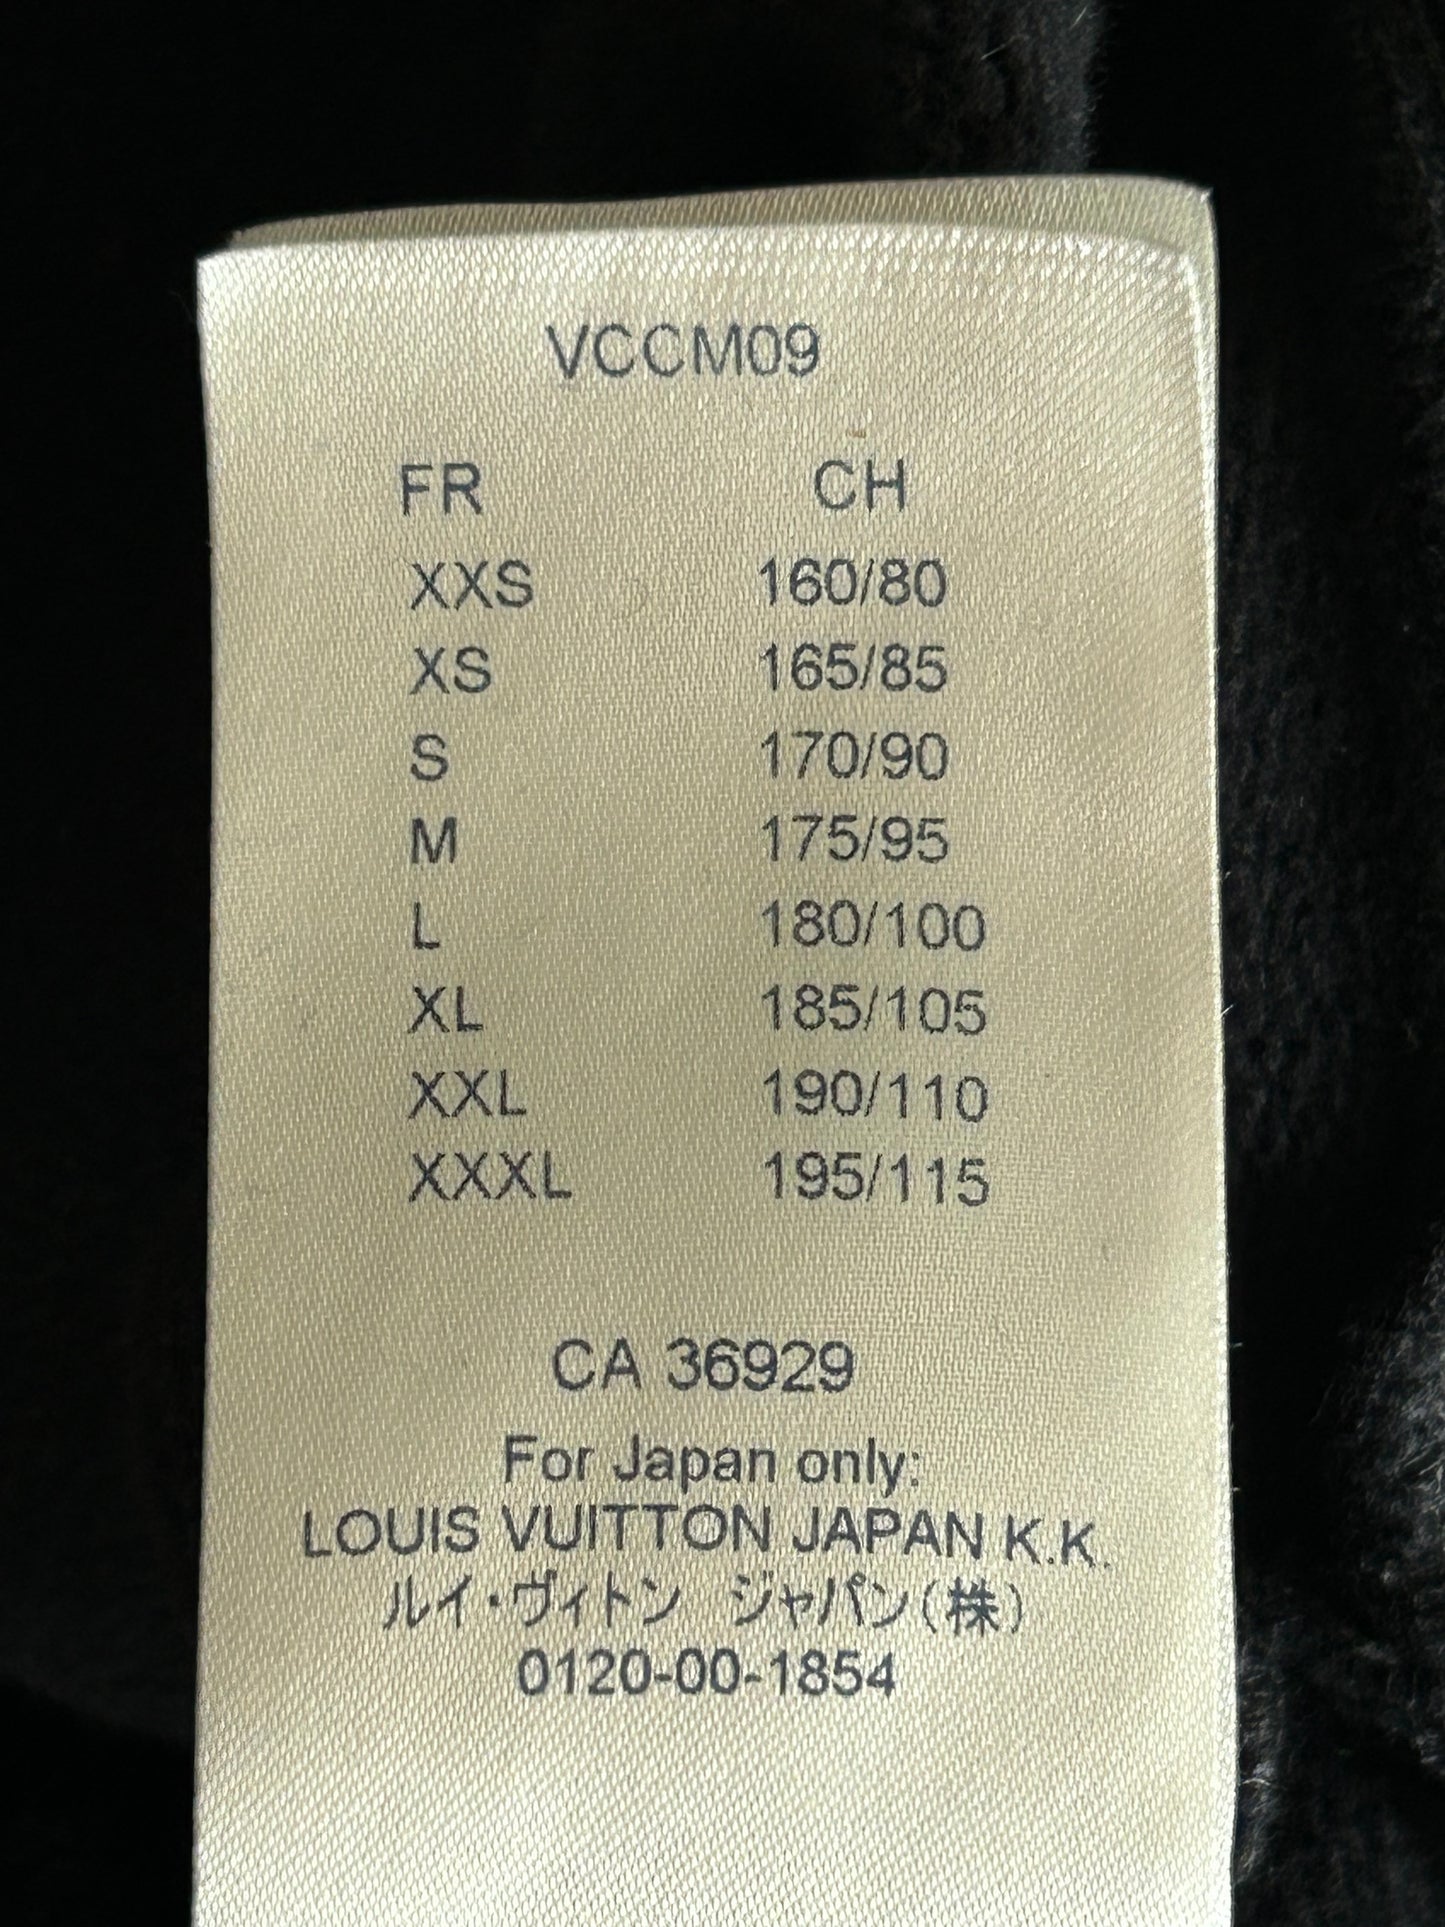 VCCM09
FR CH
XXS 160/80
XS 165/85
S 170/90
M 175/95
L 180/100
XL 185/105
XXL 190/110
XXXL 195/115
CA 36929
For Japan only:
LOUIS VUITTON JAPAN K.K.
ルイ・ヴィトン ジャパン(株)
0120-00-1854